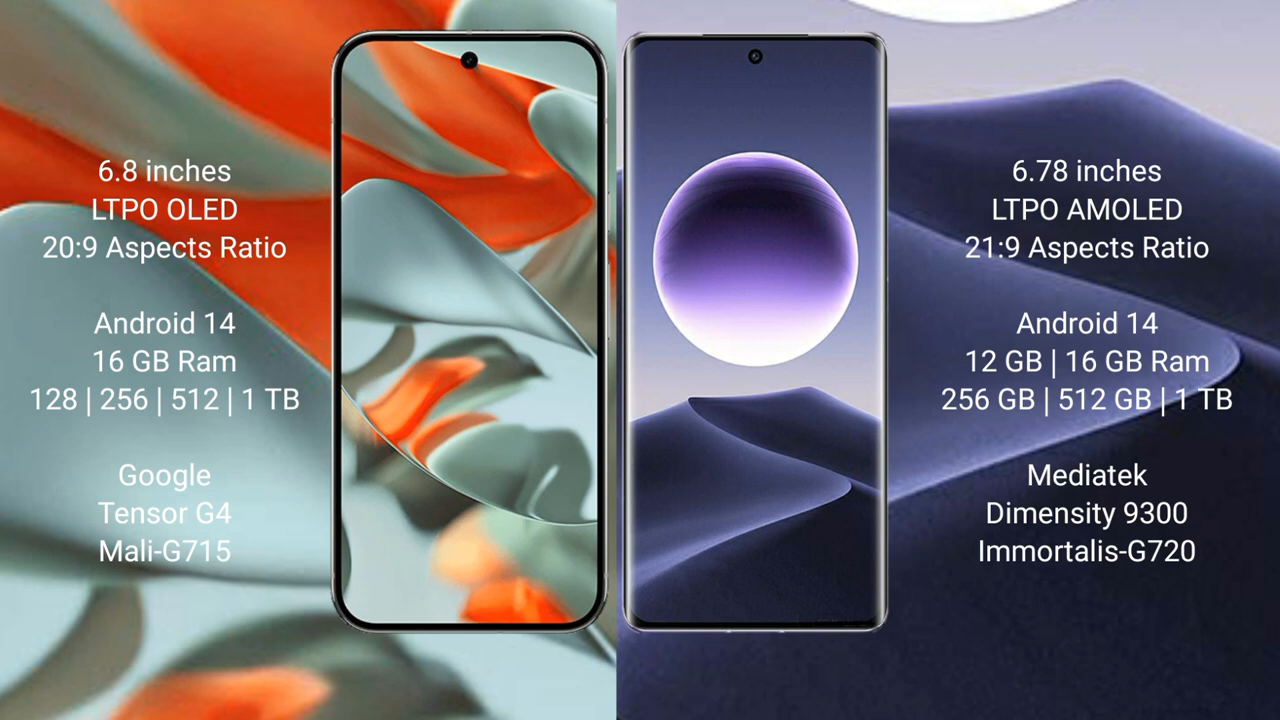 6.8 inches
LTPO OLED
20:9 Aspects Ratio
Android 14
16 GB Ram
128 | 256 | 512 | 1 TB
Google
Tensor G4
Mali-G715
6.78 inches
LTPO AMOLED
21:9 Aspects Ratio
Android 14
12 GB | 16 GB Ram
256 GB | 512 GB | 1 TB
Mediatek
Dimensity 9300
Immortalis-G720